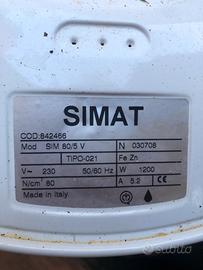 SIMAT
COD:842466
Mod SIM 80/5 V N 030708
TIPO-021 Fe Zn
V~ 230 50/60 Hz W 1200
N/cm² 80 A 5.2
Made in Italy
subito